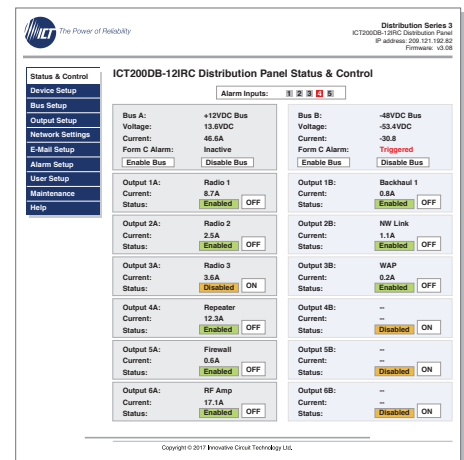 ICT
The Power of Reliability
Distribution Series 3
ICT200DB-12IRC Distribution Panel
IP address: 209.121.192.82
Firmware: v3.08
Status & Control
Device Setup
Bus Setup
Output Setup
Network Settings
E-Mail Setup
Alarm Setup
User Setup
Maintenance
Help
ICT200DB-12IRC Distribution Panel Status & Control
Alarm Inputs: 1 2 3 4 5
Bus A: +12VDC Bus
Voltage: 13.6VDC
Current: 46.6A
Form C Alarm: Inactive
Enable Bus Disable Bus
Bus B: -48VDC Bus
Voltage: -53.4VDC
Current: -30.8
Form C Alarm: Triggered
Enable Bus Disable Bus
Output 1A: Radio 1
Current: 8.7A
Status: Enabled OFF
Output 1B: Backhaul 1
Current: 0.8A
Status: Enabled OFF
Output 2A: Radio 2
Current: 2.5A
Status: Enabled OFF
Output 2B: NW Link
Current: 1.1A
Status: Enabled OFF
Output 3A: Radio 3
Current: 3.6A
Status: Disabled ON
Output 3B: WAP
Current: 0.2A
Status: Enabled OFF
Output 4A: Repeater
Current: 12.3A
Status: Enabled OFF
Output 4B: --
Current: --
Status: Disabled ON
Output 5A: Firewall
Current: 0.6A
Status: Enabled OFF
Output 5B: --
Current: --
Status: Disabled ON
Output 6A: RF Amp
Current: 17.1A
Status: Enabled OFF
Output 6B: --
Current: --
Status: Disabled ON
Copyright © 2017 Innovative Circuit Technology Ltd.